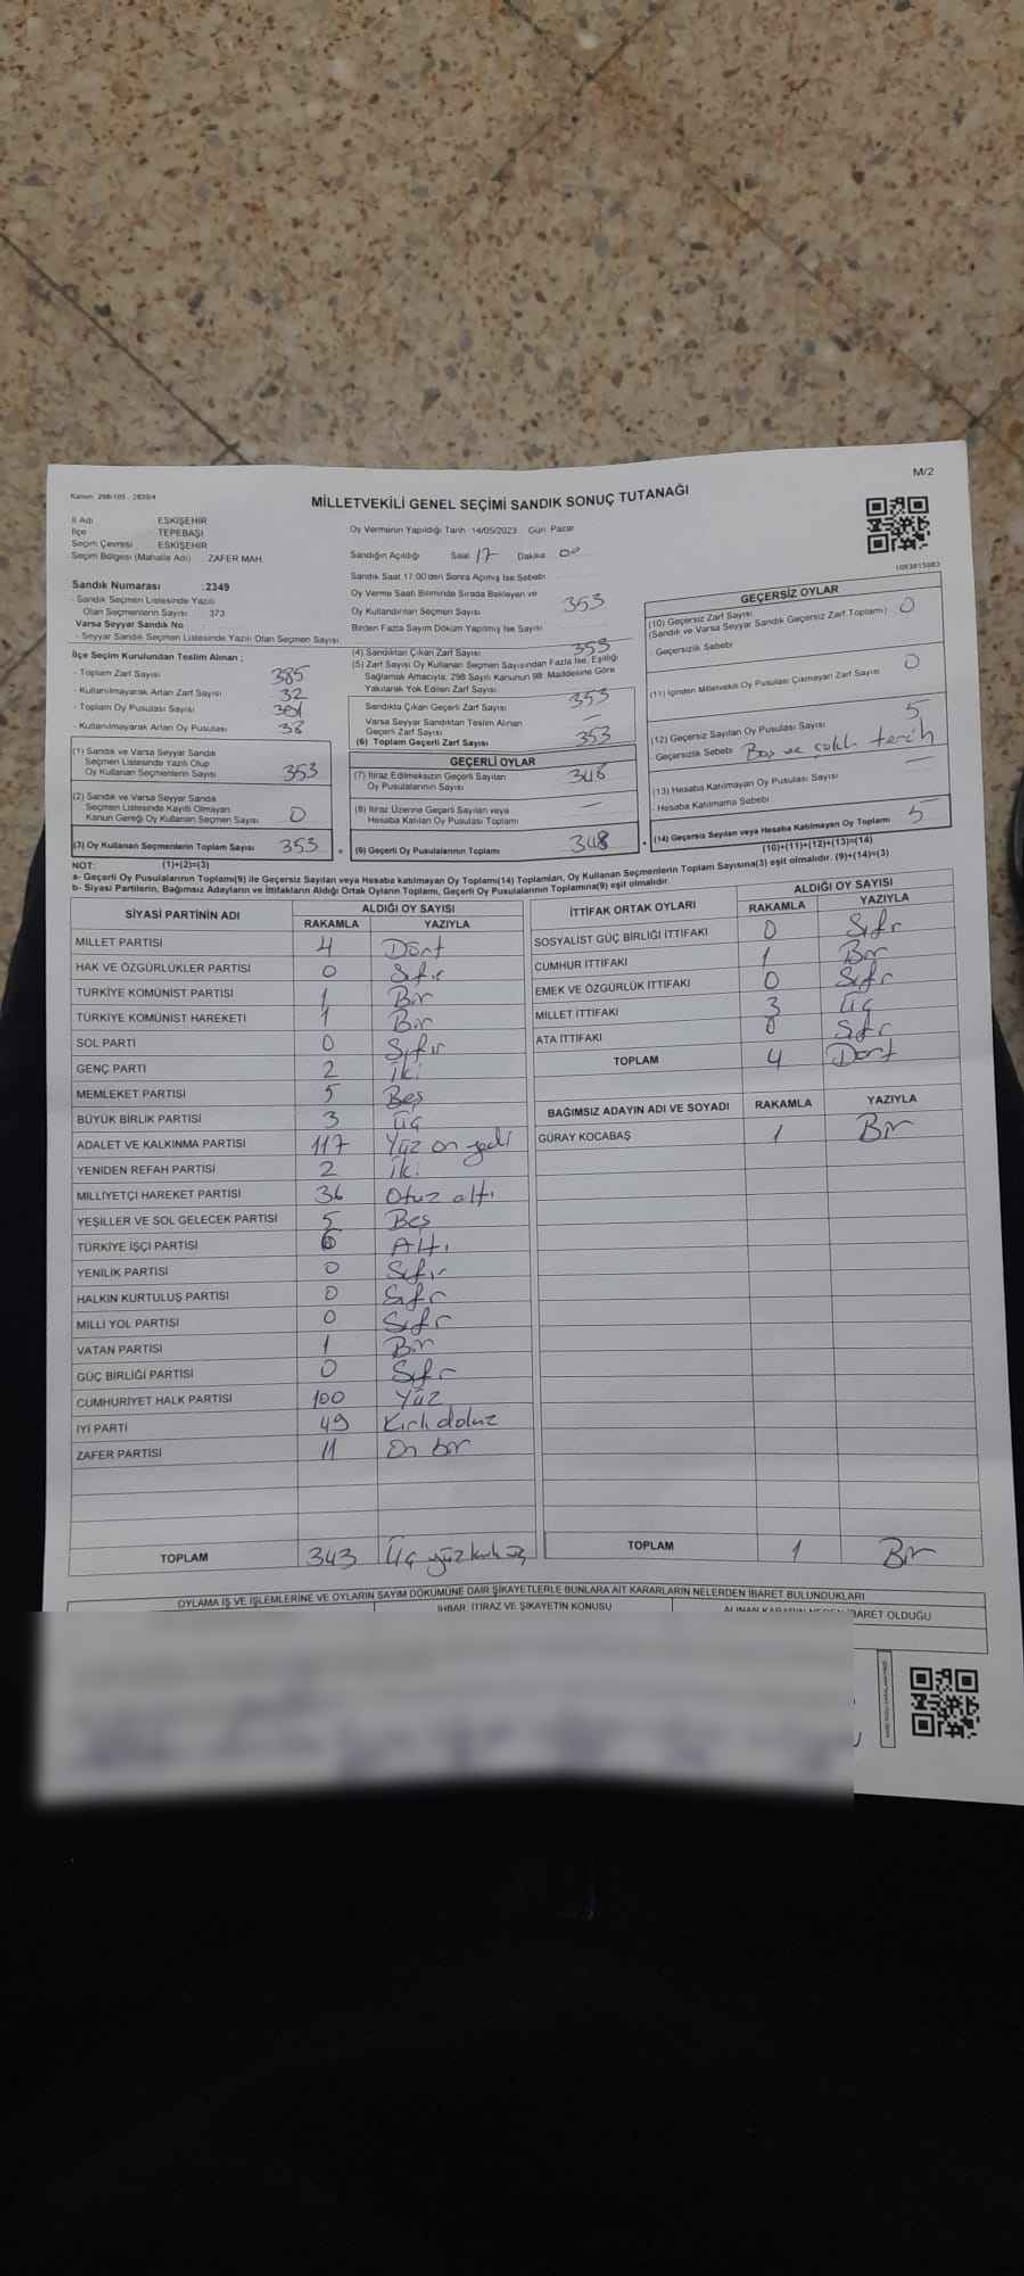 M/2
Kanun: 298/105 - 2839/4
MİLLETVEKİLİ GENEL SEÇİMİ SANDIK SONUÇ TUTANAĞI
İl Adı ESKİŞEHİR
İlçe TEPEBAŞI
Seçim Çevresi ESKİŞEHİR
Seçim Bölgesi (Mahalle Adı) ZAFER MAH.
Oy Vermenin Yapıldığı Tarih 14/05/2023 Gün Pazar
Sandığın Açıldığı Saat 17 Dakika 00
Sandık Saat 17:00'den Sonra Açılmış İse Sebebi
Sandık Numarası :2349
- Sandık Seçmen Listesinde Yazılı
Olan Seçmenlerin Sayısı 373
Varsa Seyyar Sandık No
- Seyyar Sandık Seçmen Listesinde Yazılı Olan Seçmen Sayısı
Oy Verme Saati Bitiminde Sırada Bekleyen ve
Oy Kullandırılan Seçmen Sayısı 353
Birden Fazla Sayım Döküm Yapılmış İse Sayısı
İlçe Seçim Kurulundan Teslim Alınan ;
- Toplam Zarf Sayısı 385
- Kullanılmayarak Artan Zarf Sayısı 32
- Toplam Oy Pusulası Sayısı
- Kullanılmayarak Artan Oy Pusulası 38
(1) Sandık ve Varsa Seyyar Sandık
Seçmen Listesinde Yazılı Olup
Oy Kullanan Seçmenlerin Sayısı 353
(2) Sandık ve Varsa Seyyar Sandık
Seçmen Listesinde Kayıtlı Olmayan
Kanun Gereği Oy Kullanan Seçmen Sayısı 0
(3) Oy Kullanan Seçmenlerin Toplam Sayısı 353
(1)+(2)=(3)
(4) Sandıktan Çıkan Zarf Sayısı 353
(5) Zarf Sayısı Oy Kullanan Seçmen Sayısından Fazla İse, Eşitliği
Sağlamak Amacıyla, 298 Sayılı Kanunun 98. Maddesine Göre
Yakılarak Yok Edilen Zarf Sayısı
Sandıkta Çıkan Geçerli Zarf Sayısı 353
Varsa Seyyar Sandıktan Teslim Alınan
Geçerli Zarf Sayısı —
(6) Toplam Geçerli Zarf Sayısı 353
GEÇERLİ OYLAR
(7) İtiraz Edilmeksizin Geçerli Sayılan
Oy Pusulalarının Sayısı 348
(8) İtiraz Üzerine Geçerli Sayılan veya
Hesaba Katılan Oy Pusulası Toplamı —
(9) Geçerli Oy Pusulalarının Toplamı 348
1093815083
GEÇERSİZ OYLAR
(10) Geçersiz Zarf Sayısı 0
(Sandık ve Varsa Seyyar Sandık Geçersiz Zarf Toplamı)
Geçersizlik Sebebi
(11) İçinden Milletvekili Oy Pusulası Çıkmayan Zarf Sayısı 0
(12) Geçersiz Sayılan Oy Pusulası Sayısı 5
Geçersizlik Sebebi Boş ve çoklu tercih
(13) Hesaba Katılmayan Oy Pusulası Sayısı —
Hesaba Katılmama Sebebi
(14) Geçersiz Sayılan veya Hesaba Katılmayan Oy Toplamı 5
(10)+(11)+(12)+(13)=(14)
NOT:
a- Geçerli Oy Pusulalarının Toplamı(9) ile Geçersiz Sayılan veya Hesaba katılmayan Oy Toplamı(14) Toplamları, Oy Kullanan Seçmenlerin Toplam Sayısına(3) eşit olmalıdır. (9)+(14)=(3)
b- Siyasi Partilerin, Bağımsız Adayların ve İttifakların Aldığı Ortak Oyların Toplamı, Geçerli Oy Pusulalarının Toplamına(9) eşit olmalıdır.
SİYASİ PARTİNİN ADI ALDIĞI OY SAYISI
RAKAMLA YAZIYLA
MİLLET PARTİSİ 4 Dört
HAK VE ÖZGÜRLÜKLER PARTİSİ 0 Sıfır
TÜRKİYE KOMÜNİST PARTİSİ 1 Bir
TÜRKİYE KOMÜNİST HAREKETİ 1 Bir
SOL PARTİ 0 Sıfır
GENÇ PARTİ 2 iki
MEMLEKET PARTİSİ 5 Beş
BÜYÜK BİRLİK PARTİSİ 3 üç
ADALET VE KALKINMA PARTİSİ 117 Yüz on yedi
YENİDEN REFAH PARTİSİ 2 iki
MİLLİYETÇİ HAREKET PARTİSİ 36 Otuz altı
YEŞİLLER VE SOL GELECEK PARTİSİ 5 Beş
TÜRKİYE İŞÇİ PARTİSİ 6 Altı
YENİLİK PARTİSİ 0 Sıfır
HALKIN KURTULUŞ PARTİSİ 0 Sıfır
MİLLİ YOL PARTİSİ 0 Sıfır
VATAN PARTİSİ 1 Bir
GÜÇ BİRLİĞİ PARTİSİ 0 Sıfır
CUMHURİYET HALK PARTİSİ 100 Yüz
İYİ PARTİ 49 Kırk dokuz
ZAFER PARTİSİ 11 On bir
TOPLAM 343 Üç yüz kırk üç
İTTİFAK ORTAK OYLARI ALDIĞI OY SAYISI
RAKAMLA YAZIYLA
SOSYALİST GÜÇ BİRLİĞİ İTTİFAKI 0 Sıfır
CUMHUR İTTİFAKI 1 Bir
EMEK VE ÖZGÜRLÜK İTTİFAKI 0 Sıfır
MİLLET İTTİFAKI 3 üç
ATA İTTİFAKI 0 Sıfır
TOPLAM 4 Dört
BAĞIMSIZ ADAYIN ADI VE SOYADI RAKAMLA YAZIYLA
GÜRAY KOCABAŞ 1 Bir
TOPLAM 1 Bir
OYLAMA İŞ VE İŞLEMLERİNE VE OYLARIN SAYIM DÖKÜMÜNE DAİR ŞİKAYETLERLE BUNLARA AİT KARARLARIN NELERDEN İBARET BULUNDUKLARI
İHBAR, İTİRAZ VE ŞİKAYETİN KONUSU ALINAN KARARIN NEDEN İBARET OLDUĞU